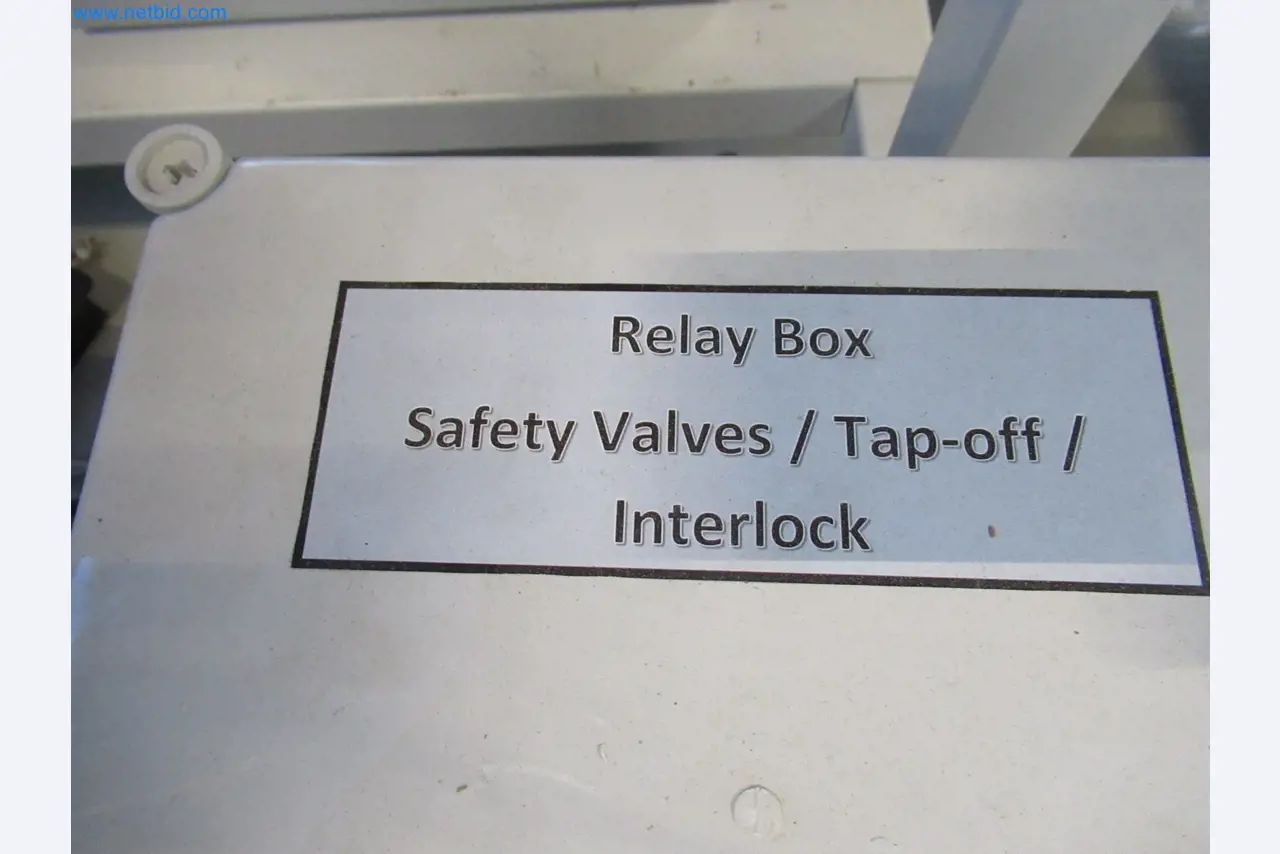 www.netbid.com
Relay Box
Safety Valves / Tap-off /
Interlock